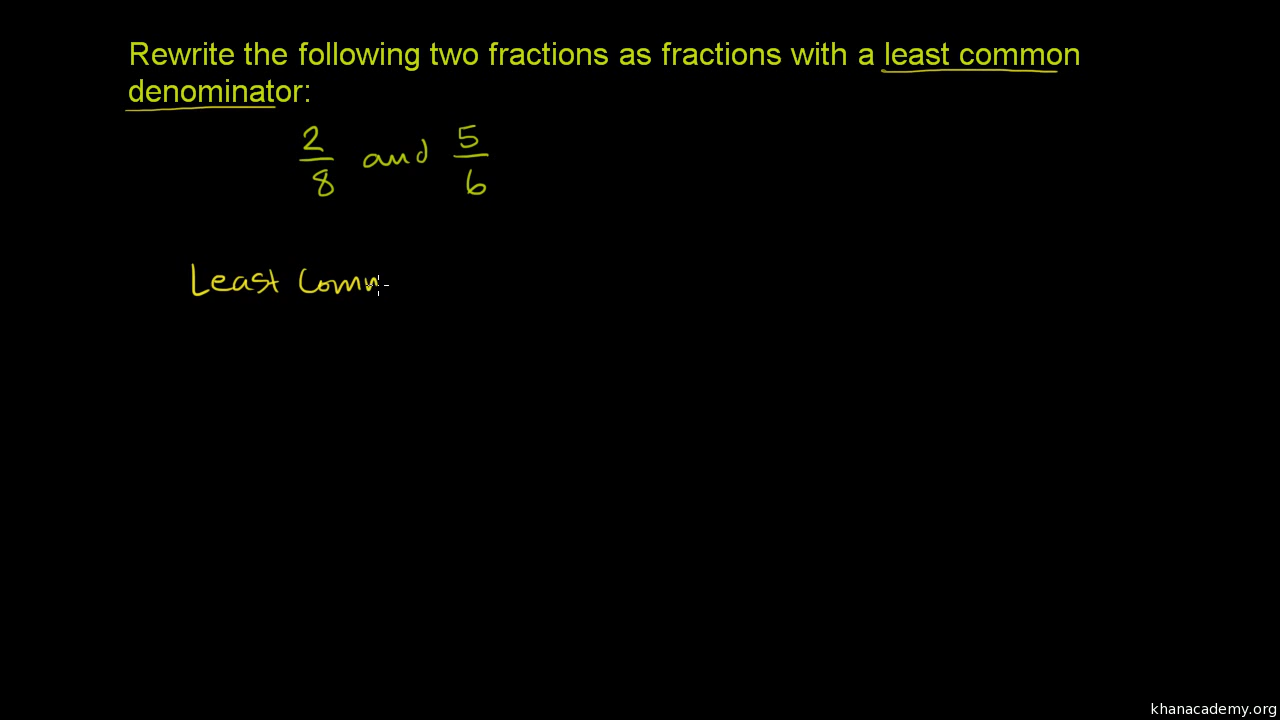 Rewrite the following two fractions as fractions with a least common
denominator:
2/8 and 5/6
Least Comm
khanacademy.org